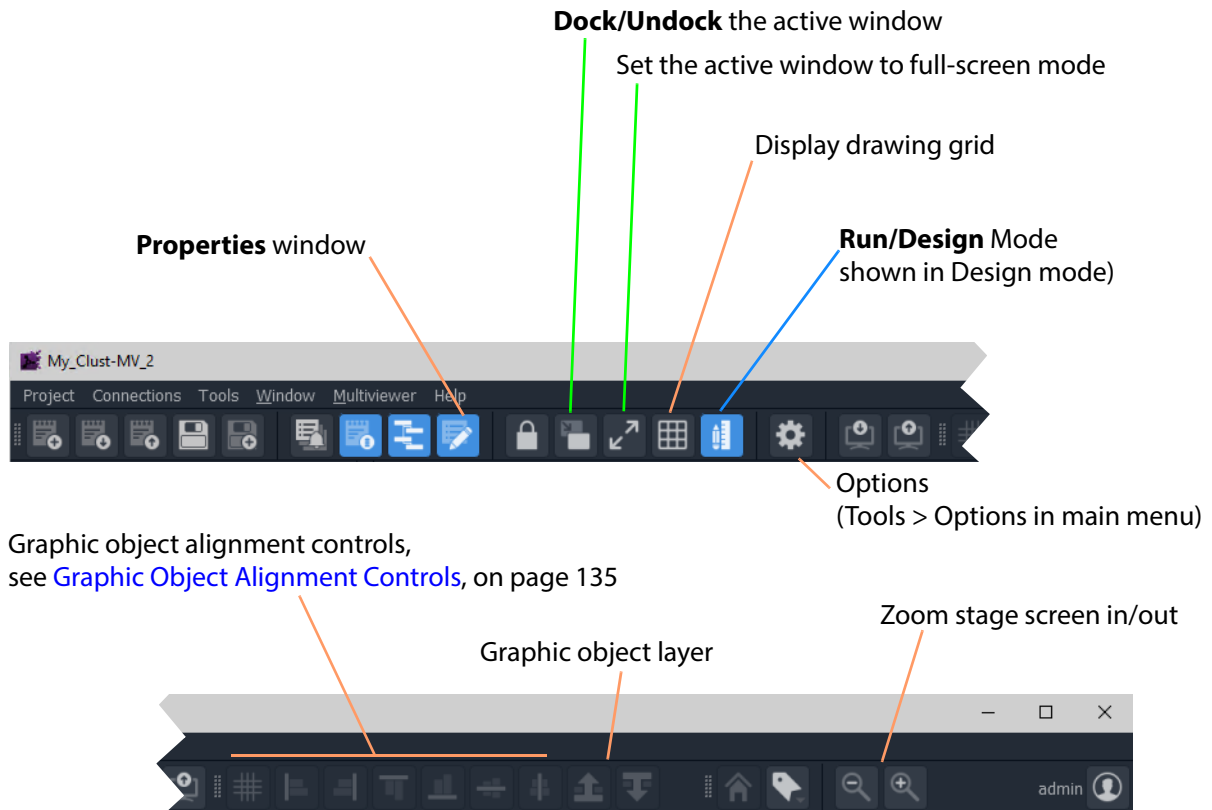 Dock/Undock the active window
Set the active window to full-screen mode
Display drawing grid
Properties window
Run/Design Mode
shown in Design mode)
My_Clust-MV_2
Project Connections Tools Window Multiviewer Help
Options
(Tools > Options in main menu)
Graphic object alignment controls,
see Graphic Object Alignment Controls, on page 135
Zoom stage screen in/out
Graphic object layer
admin